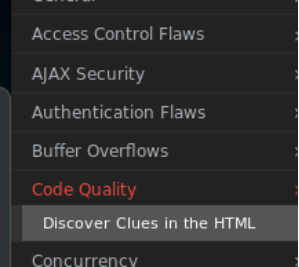 General
Access Control Flaws
AJAX Security
Authentication Flaws
Buffer Overflows
Code Quality
Discover Clues in the HTML
Concurrency